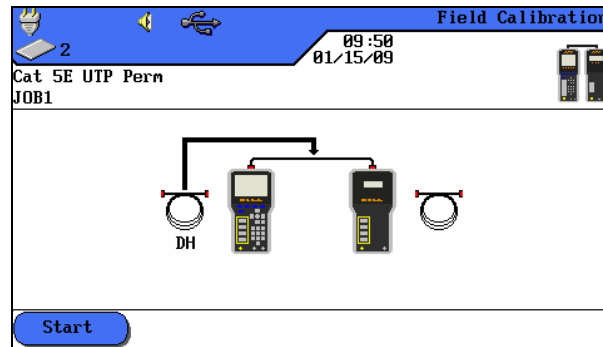 Field Calibration
2
09:50
01/15/09
Cat 5E UTP Perm
JOB1
DH
Start